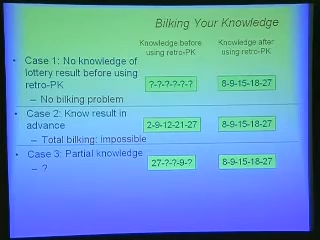 Bilking Your Knowledge
Knowledge before using retro-PK
Knowledge after using retro-PK
• Case 1: No knowledge of
lottery result before using
retro-PK
?-?-?-?-?-?
8-9-15-18-27
– No bilking problem
• Case 2: Know result in
advance
2-9-12-21-27
8-9-15-18-27
– Total bilking: impossible
• Case 3: Partial knowledge
27-?-?-9-?
8-9-15-18-27
– ?